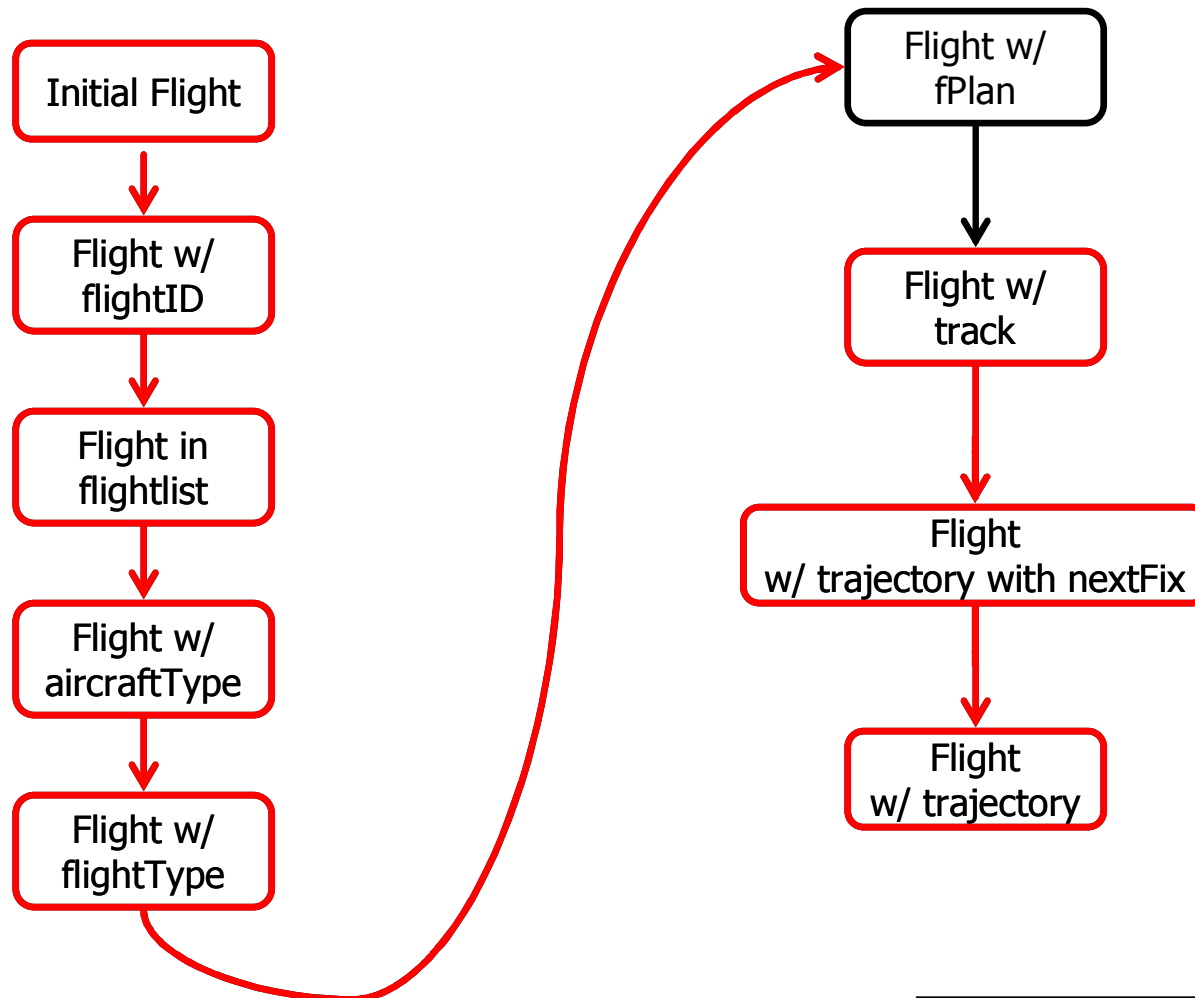 Initial Flight
Flight w/
flightID
Flight in
flightlist
Flight w/
aircraftType
Flight w/
flightType
Flight w/
fPlan
Flight w/
track
Flight
w/ trajectory with nextFix
Flight
w/ trajectory